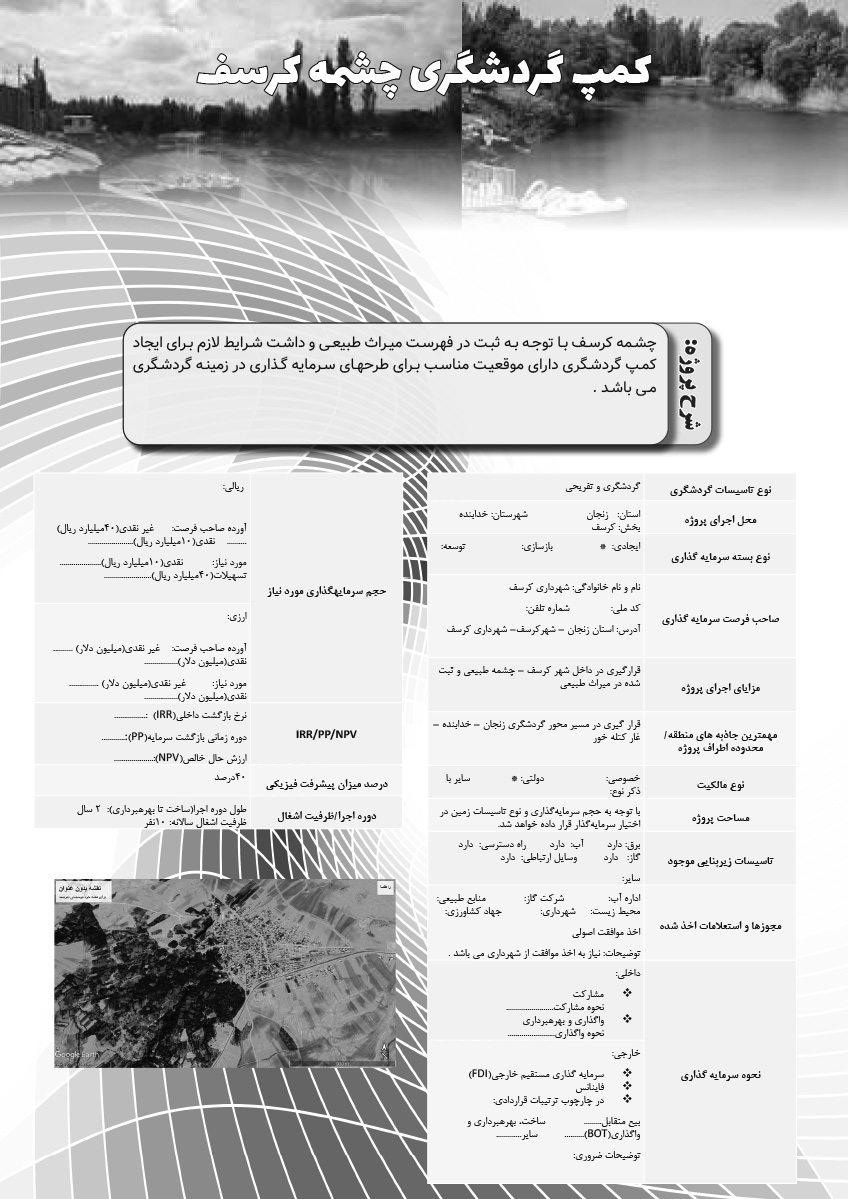 کمپ گردشگری چشمه کرسف
شرح پروژه:
چشمه کرسف با توجه به ثبت در فهرست میراث طبیعی و داشت شرایط لازم برای ایجاد
کمپ گردشگری دارای موقعیت مناسب برای طرحهای سرمایه گذاری در زمینه گردشگری
می باشد .
نوع تاسیسات گردشگری
گردشگری و تفریحی
محل اجرای پروژه
استان: زنجان شهرستان: خدابنده
بخش: کرسف
نوع بسته سرمایه گذاری
ایجادی: * بازسازی: توسعه:
صاحب فرصت سرمایه گذاری
نام و نام خانوادگی: شهرداری کرسف
کد ملی: شماره تلفن:
آدرس: استان زنجان – شهرکرسف– شهرداری کرسف
مزایای اجرای پروژه
قرارگیری در داخل شهر کرسف – چشمه طبیعی و ثبت
شده در میراث طبیعی
مهمترین جاذبه های منطقه/
محدوده اطراف پروژه
قرار گیری در مسیر محور گردشگری زنجان – خدابنده –
غار کتله خور
نوع مالکیت
خصوصی: دولتی: * سایر با
ذکر نوع:
مساحت پروژه
با توجه به حجم سرمایه‌گذاری و نوع تاسیسات زمین در
اختیار سرمایه‌گذار قرار داده خواهد شد.
تاسیسات زیربنایی موجود
برق: دارد آب: دارد راه دسترسی: دارد
گاز: دارد وسایل ارتباطی: دارد
سایر:
مجوزها و استعلامات اخذ شده
اداره آب: شرکت گاز: منابع طبیعی:
محیط زیست: شهرداری: جهاد کشاورزی:
اخذ موافقت اصولی
توضیحات: نیاز به اخذ موافقت از شهرداری می باشد .
نحوه سرمایه گذاری
داخلی:
❖ مشارکت
نحوه مشارکت........................
❖ واگذاری و بهرهبرداری
نحوه واگذاری........................
خارجی:
❖ سرمایه گذاری مستقیم خارجی(FDI)
❖ فاینانس
❖ در چارچوب ترتیبات قراردادی:
بیع متقابل......... ساخت، بهرهبرداری و
واگذاری(BOT).......... سایر............
توضیحات ضروری:
حجم سرمایهگذاری مورد نیاز
ریالی:
آورده صاحب فرصت: غیر نقدی(۴۰میلیارد ریال)
......... نقدی(۱۰میلیارد ریال).......................
مورد نیاز: نقدی(۱۰میلیارد ریال).....................
تسهیلات(۴۰میلیارد ریال)........................
ارزی:
آورده صاحب فرصت: غیر نقدی(میلیون دلار) ..........
نقدی(میلیون دلار).................
مورد نیاز: غیر نقدی(میلیون دلار) ...............
نقدی(میلیون دلار).................
IRR/PP/NPV
نرخ بازگشت داخلی(IRR) :................
دوره زمانی بازگشت سرمایه(PP):............
ارزش حال خالص(NPV):....................
درصد میزان پیشرفت فیزیکی
۴۰درصد
دوره اجرا/ظرفیت اشغال
طول دوره اجرا(ساخت تا بهرهبرداری): ۲ سال
ظرفیت اشغال سالانه: ۱۰نفر
نقشه بدون عنوان
راهنما
Google Earth